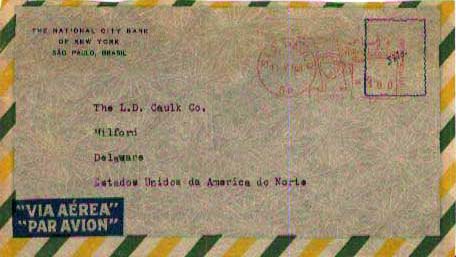 THE NATIONAL CITY BANK
OF NEW YORK
SÃO PAULO, BRASIL
The L.D. Caulk Co.
Milford
Delaware
Estados Unidos da America do Norte
"VIA AÉREA"
"PAR AVION"